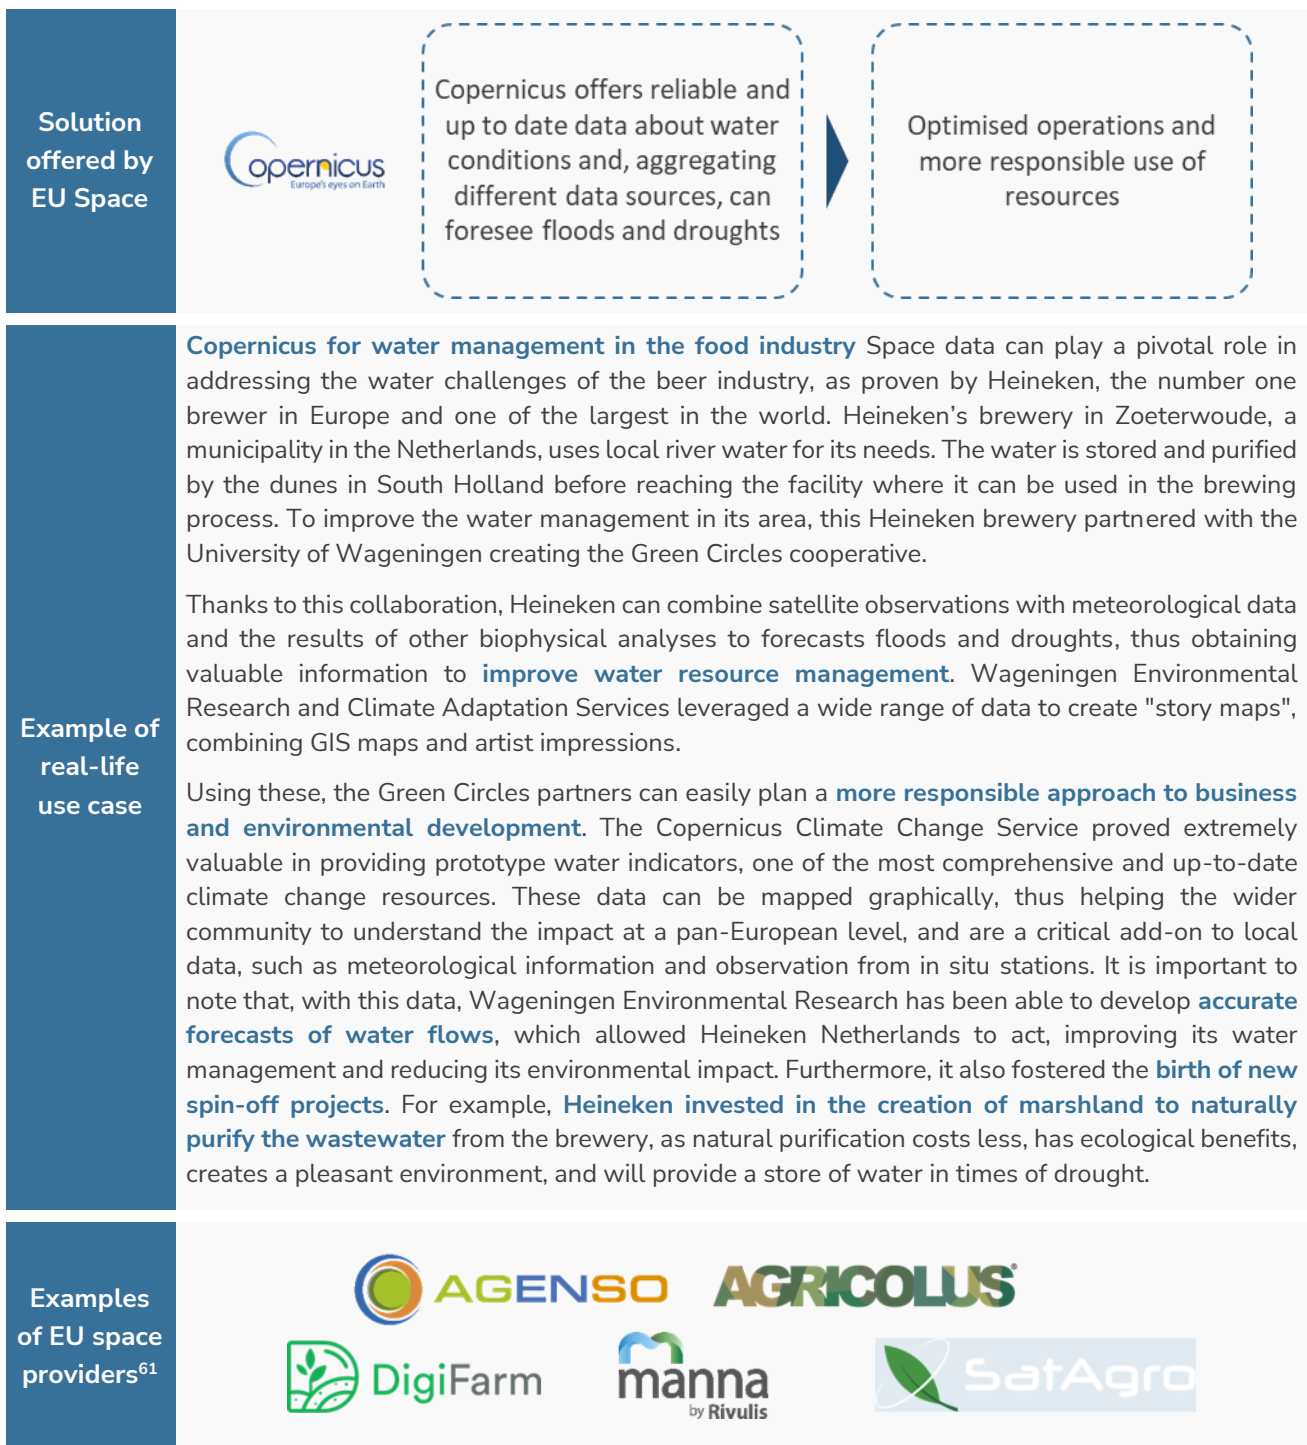 Solution
offered by
EU Space
Copernicus
Europe's eyes on Earth
Copernicus offers reliable and
up to date data about water
conditions and, aggregating
different data sources, can
foresee floods and droughts
Optimised operations and
more responsible use of
resources
Example of
real-life
use case
Copernicus for water management in the food industry Space data can play a pivotal role in
addressing the water challenges of the beer industry, as proven by Heineken, the number one
brewer in Europe and one of the largest in the world. Heineken’s brewery in Zoeterwoude, a
municipality in the Netherlands, uses local river water for its needs. The water is stored and purified
by the dunes in South Holland before reaching the facility where it can be used in the brewing
process. To improve the water management in its area, this Heineken brewery partnered with the
University of Wageningen creating the Green Circles cooperative.
Thanks to this collaboration, Heineken can combine satellite observations with meteorological data
and the results of other biophysical analyses to forecasts floods and droughts, thus obtaining
valuable information to improve water resource management. Wageningen Environmental
Research and Climate Adaptation Services leveraged a wide range of data to create "story maps",
combining GIS maps and artist impressions.
Using these, the Green Circles partners can easily plan a more responsible approach to business
and environmental development. The Copernicus Climate Change Service proved extremely
valuable in providing prototype water indicators, one of the most comprehensive and up-to-date
climate change resources. These data can be mapped graphically, thus helping the wider
community to understand the impact at a pan-European level, and are a critical add-on to local
data, such as meteorological information and observation from in situ stations. It is important to
note that, with this data, Wageningen Environmental Research has been able to develop accurate
forecasts of water flows, which allowed Heineken Netherlands to act, improving its water
management and reducing its environmental impact. Furthermore, it also fostered the birth of new
spin-off projects. For example, Heineken invested in the creation of marshland to naturally
purify the wastewater from the brewery, as natural purification costs less, has ecological benefits,
creates a pleasant environment, and will provide a store of water in times of drought.
Examples
of EU space
providers⁶¹
AGENSO
AGRICOLUS®
DigiFarm
manna
by Rivulis
SatAgro